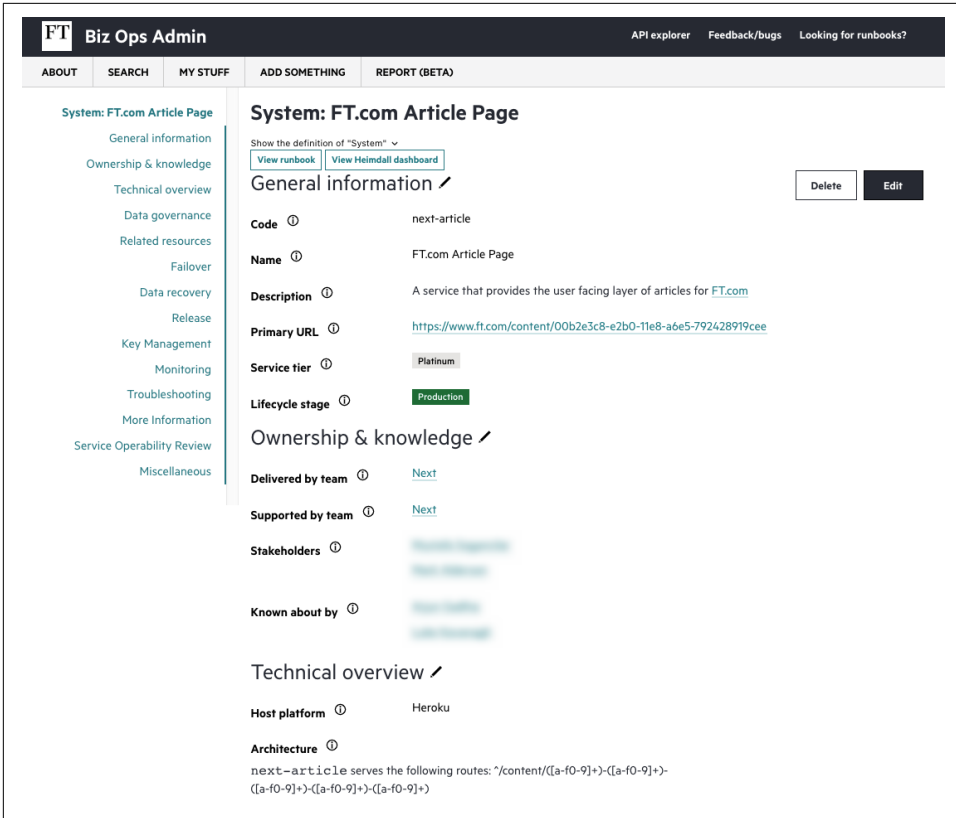 FT Biz Ops Admin
API explorer Feedback/bugs Looking for runbooks?
ABOUT SEARCH MY STUFF ADD SOMETHING REPORT (BETA)
System: FT.com Article Page
General information
Ownership & knowledge
Technical overview
Data governance
Related resources
Failover
Data recovery
Release
Key Management
Monitoring
Troubleshooting
More Information
Service Operability Review
Miscellaneous
System: FT.com Article Page
Show the definition of "System"
View runbook View Heimdall dashboard
General information
Delete Edit
Code next-article
Name FT.com Article Page
Description A service that provides the user facing layer of articles for FT.com
Primary URL https://www.ft.com/content/00b2e3c8-e2b0-11e8-a6e5-792428919cee
Service tier Platinum
Lifecycle stage Production
Ownership & knowledge
Delivered by team Next
Supported by team Next
Stakeholders
Known about by
Technical overview
Host platform Heroku
Architecture
next-article serves the following routes: ^/content/([a-f0-9]+)-([a-f0-9]+)-
([a-f0-9]+)-([a-f0-9]+)-([a-f0-9]+)